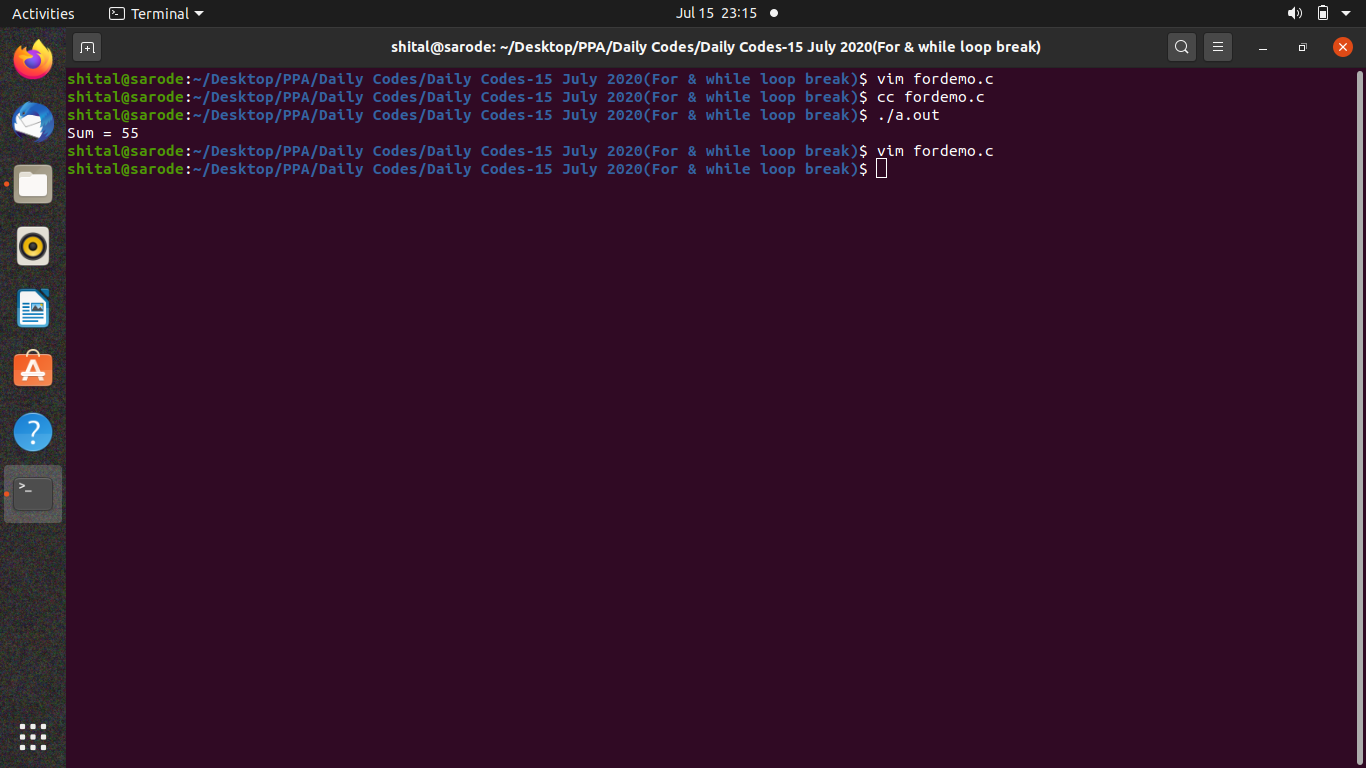 Activities Terminal Jul 15 23:15
shital@sarode: ~/Desktop/PPA/Daily Codes/Daily Codes-15 July 2020(For & while loop break)
shital@sarode:~/Desktop/PPA/Daily Codes/Daily Codes-15 July 2020(For & while loop break)$ vim fordemo.c
shital@sarode:~/Desktop/PPA/Daily Codes/Daily Codes-15 July 2020(For & while loop break)$ cc fordemo.c
shital@sarode:~/Desktop/PPA/Daily Codes/Daily Codes-15 July 2020(For & while loop break)$ ./a.out
Sum = 55
shital@sarode:~/Desktop/PPA/Daily Codes/Daily Codes-15 July 2020(For & while loop break)$ vim fordemo.c
shital@sarode:~/Desktop/PPA/Daily Codes/Daily Codes-15 July 2020(For & while loop break)$